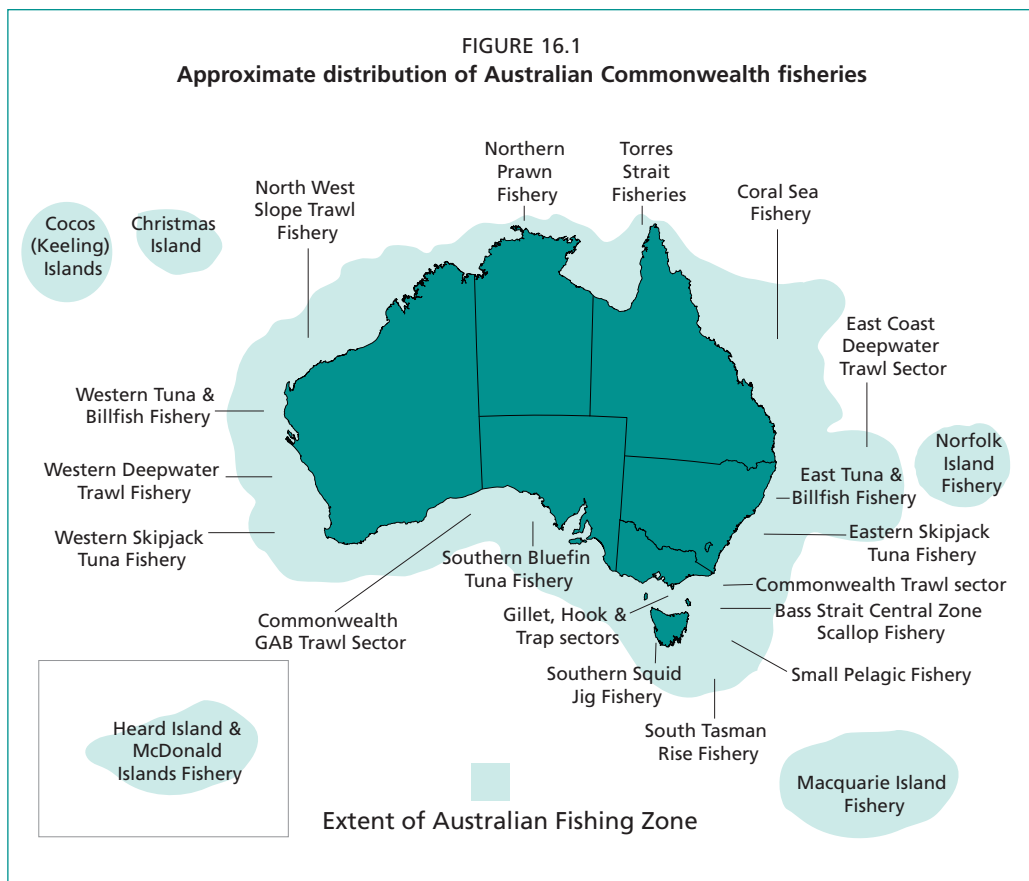 FIGURE 16.1
Approximate distribution of Australian Commonwealth fisheries
Northern
Prawn
Fishery
Torres
Strait
Fisheries
North West
Slope Trawl
Fishery
Coral Sea
Fishery
Cocos
(Keeling)
Islands
Christmas
Island
East Coast
Deepwater
Trawl Sector
Western Tuna &
Billfish Fishery
Norfolk
Island
Fishery
Western Deepwater
Trawl Fishery
East Tuna &
Billfish Fishery
Western Skipjack
Tuna Fishery
Eastern Skipjack
Tuna Fishery
Southern Bluefin
Tuna Fishery
Commonwealth Trawl sector
Commonwealth
GAB Trawl Sector
Gillet, Hook &
Trap sectors
Bass Strait Central Zone
Scallop Fishery
Southern Squid
Jig Fishery
Small Pelagic Fishery
South Tasman
Rise Fishery
Heard Island &
McDonald
Islands Fishery
Macquarie Island
Fishery
Extent of Australian Fishing Zone